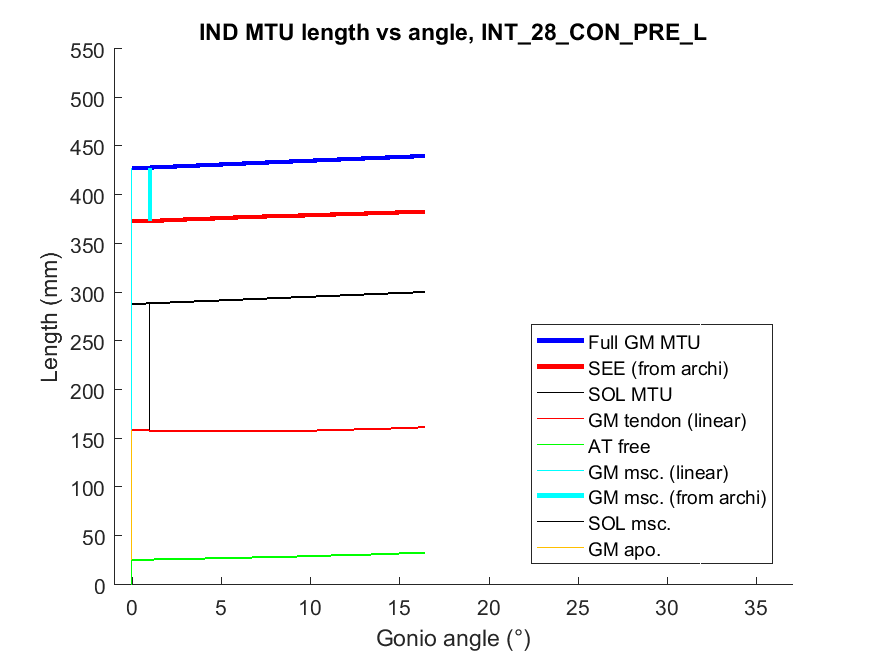 IND MTU length vs angle, INT_28_CON_PRE_L
550
500
450
400
350
300
250
200
150
100
50
0
Length (mm)
Full GM MTU
SEE (from archi)
SOL MTU
GM tendon (linear)
AT free
GM msc. (linear)
GM msc. (from archi)
SOL msc.
GM apo.
0 5 10 15 20 25 30 35
Gonio angle (°)